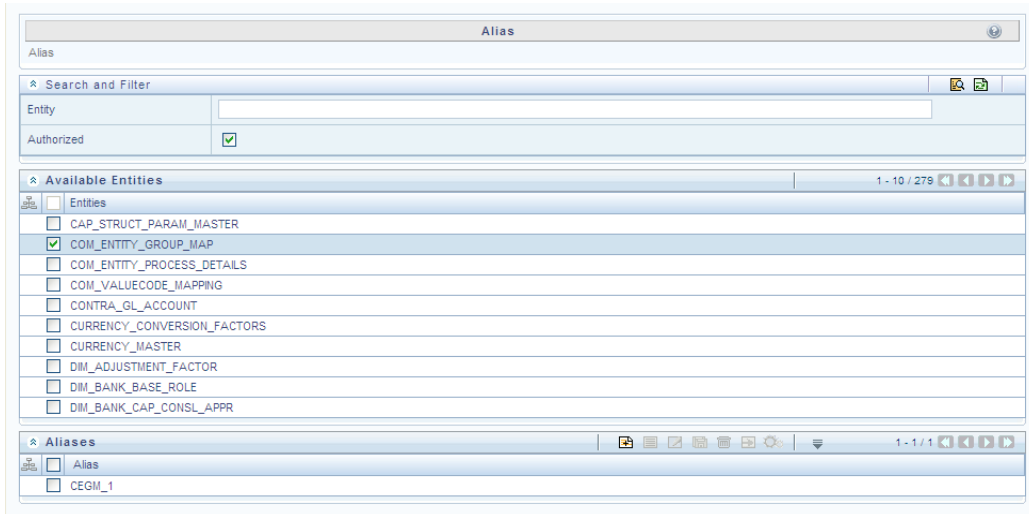 Alias
Alias
Search and Filter
Entity
Authorized
Available Entities 1 - 10 / 279
Entities
CAP_STRUCT_PARAM_MASTER
COM_ENTITY_GROUP_MAP
COM_ENTITY_PROCESS_DETAILS
COM_VALUECODE_MAPPING
CONTRA_GL_ACCOUNT
CURRENCY_CONVERSION_FACTORS
CURRENCY_MASTER
DIM_ADJUSTMENT_FACTOR
DIM_BANK_BASE_ROLE
DIM_BANK_CAP_CONSL_APPR
Aliases 1 - 1 / 1
Alias
CEGM_1